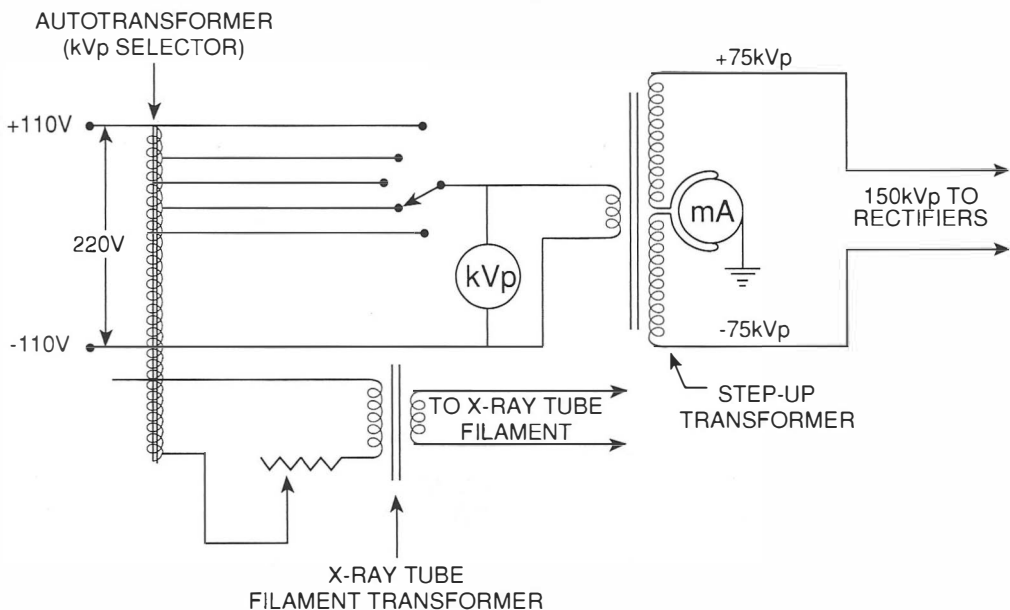 AUTOTRANSFORMER
(kVp SELECTOR)
+75kVp
+110V
150kVp TO
RECTIFIERS
mA
220V
kVp
-110V
-75kVp
STEP-UP
TRANSFORMER
TO X-RAY TUBE
FILAMENT
X-RAY TUBE
FILAMENT TRANSFORMER